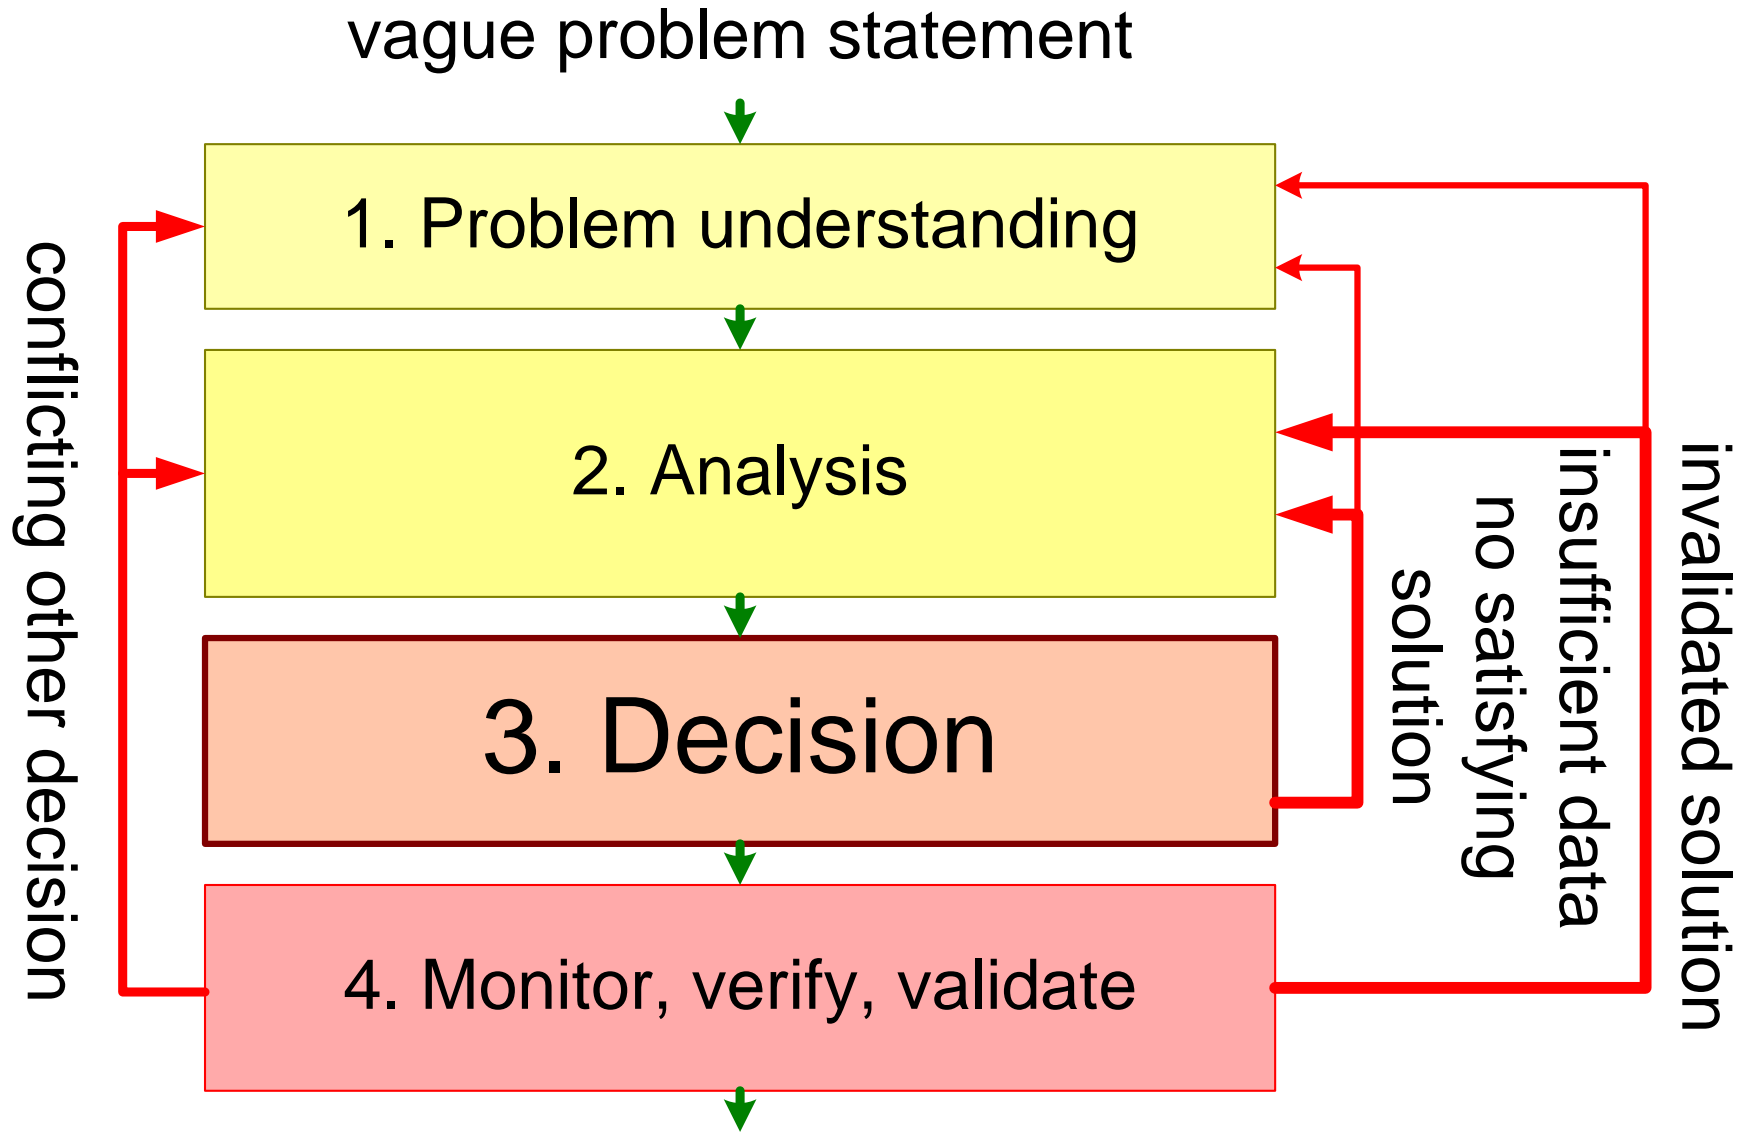 vague problem statement
1. Problem understanding
2. Analysis
3. Decision
4. Monitor, verify, validate
conflicting other decision
invalidated solution
insufficient data
no satisfying
solution